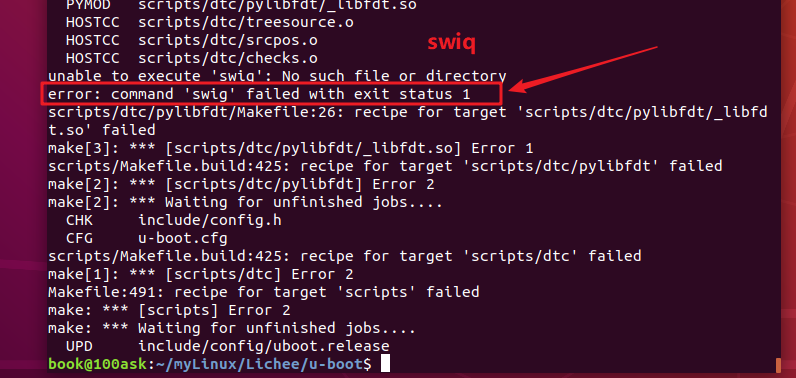 PYMOD   scripts/dtc/pylibfdt/_libfdt.so
HOSTCC  scripts/dtc/treesource.o
HOSTCC  scripts/dtc/srcpos.o
swiq
HOSTCC  scripts/dtc/checks.o
unable to execute 'swig': No such file or directory
error: command 'swig' failed with exit status 1
scripts/dtc/pylibfdt/Makefile:26: recipe for target 'scripts/dtc/pylibfdt/_libfd
t.so' failed
make[3]: *** [scripts/dtc/pylibfdt/_libfdt.so] Error 1
scripts/Makefile.build:425: recipe for target 'scripts/dtc/pylibfdt' failed
make[2]: *** [scripts/dtc/pylibfdt] Error 2
make[2]: *** Waiting for unfinished jobs....
CHK     include/config.h
CFG     u-boot.cfg
scripts/Makefile.build:425: recipe for target 'scripts/dtc' failed
make[1]: *** [scripts/dtc] Error 2
Makefile:491: recipe for target 'scripts' failed
make: *** [scripts] Error 2
make: *** Waiting for unfinished jobs....
UPD     include/config/uboot.release
book@100ask:~/myLinux/Lichee/u-boot$